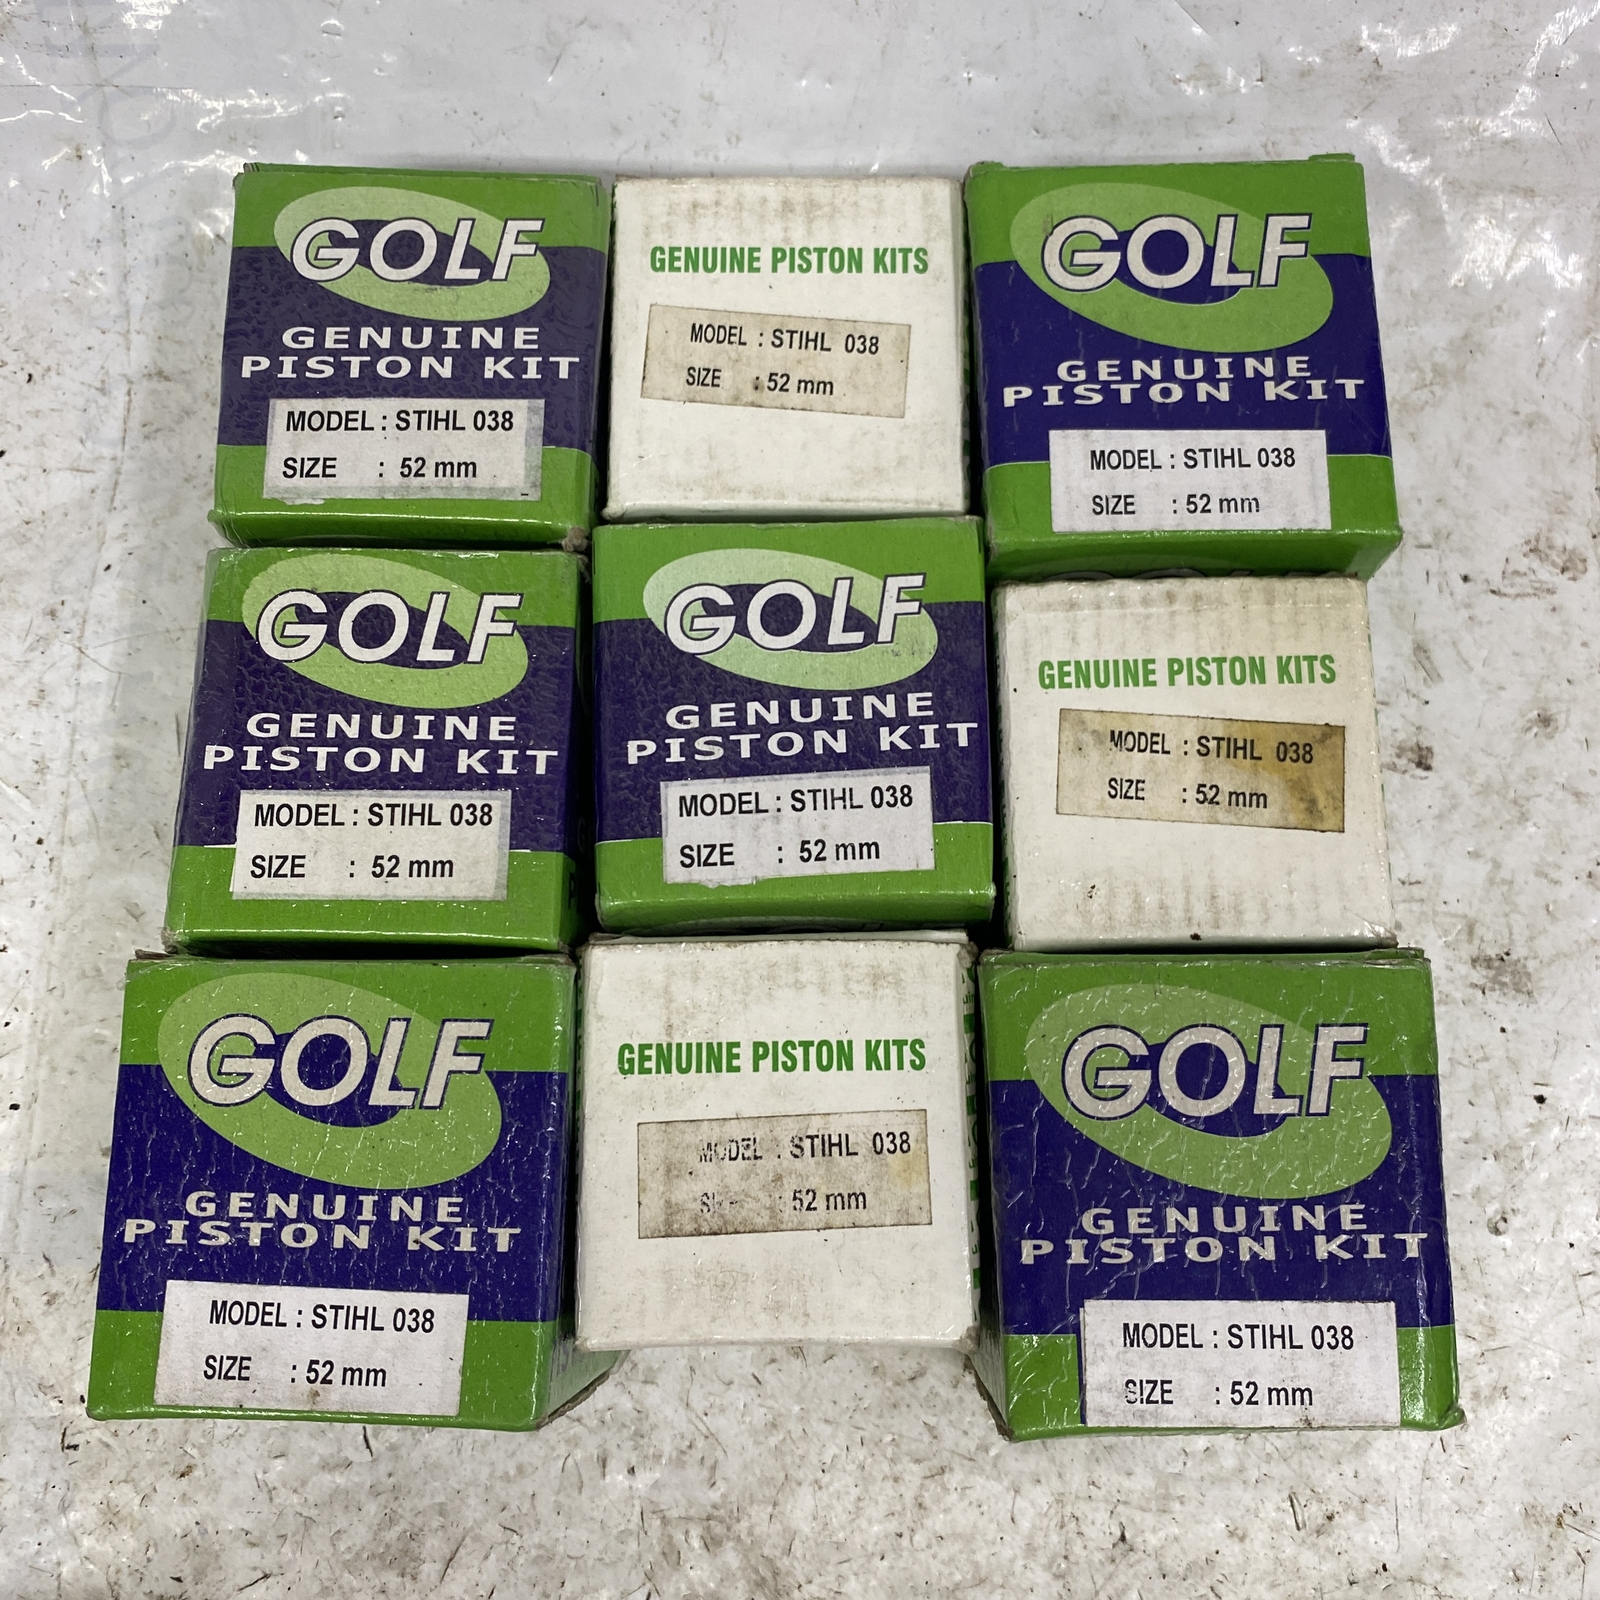 GOLF
GENUINE
PISTON KIT
MODEL : STIHL 038
SIZE : 52 mm
GENUINE PISTON KITS
MODEL : STIHL 038
SIZE : 52 mm
GOLF
GENUINE
PISTON KIT
MODEL : STIHL 038
SIZE : 52 mm
GOLF
GENUINE
PISTON KIT
MODEL : STIHL 038
SIZE : 52 mm
GOLF
GENUINE
PISTON KIT
MODEL : STIHL 038
SIZE : 52 mm
GENUINE PISTON KITS
MODEL : STIHL 038
SIZE : 52 mm
GOLF
GENUINE
PISTON KIT
MODEL : STIHL 038
SIZE : 52 mm
GENUINE PISTON KITS
MODEL : STIHL 038
: 52 mm
GOLF
GENUINE
PISTON KIT
MODEL : STIHL 038
SIZE : 52 mm